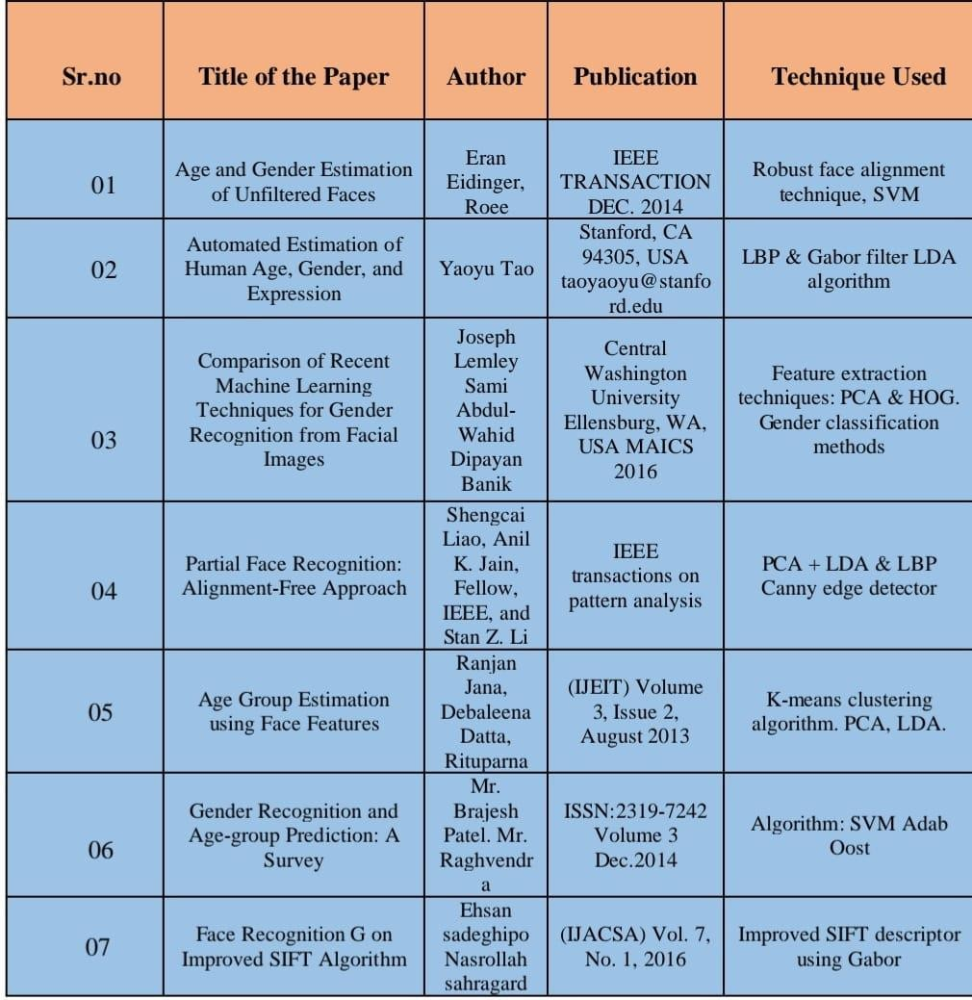 Sr.no
Title of the Paper
Author
Publication
Technique Used
01
Age and Gender Estimation
of Unfiltered Faces
Eran
Eidinger,
Roee
IEEE
TRANSACTION
DEC. 2014
Robust face alignment
technique, SVM
02
Automated Estimation of
Human Age, Gender, and
Expression
Yaoyu Tao
Stanford, CA
94305, USA
taoyaoyu@stanfo
rd.edu
LBP & Gabor filter LDA
algorithm
03
Comparison of Recent
Machine Learning
Techniques for Gender
Recognition from Facial
Images
Joseph
Lemley
Sami
Abdul-
Wahid
Dipayan
Banik
Central
Washington
University
Ellensburg, WA,
USA MAICS
2016
Feature extraction
techniques: PCA & HOG.
Gender classification
methods
04
Partial Face Recognition:
Alignment-Free Approach
Shengcai
Liao, Anil
K. Jain,
Fellow,
IEEE, and
Stan Z. Li
IEEE
transactions on
pattern analysis
PCA + LDA & LBP
Canny edge detector
05
Age Group Estimation
using Face Features
Ranjan
Jana,
Debaleena
Datta,
Rituparna
(IJEIT) Volume
3, Issue 2,
August 2013
K-means clustering
algorithm. PCA, LDA.
06
Gender Recognition and
Age-group Prediction: A
Survey
Mr.
Brajesh
Patel. Mr.
Raghvendr
a
ISSN:2319-7242
Volume 3
Dec.2014
Algorithm: SVM Adab
Oost
07
Face Recognition G on
Improved SIFT Algorithm
Ehsan
sadeghipo
Nasrollah
sahragard
(IJACSA) Vol. 7,
No. 1, 2016
Improved SIFT descriptor
using Gabor